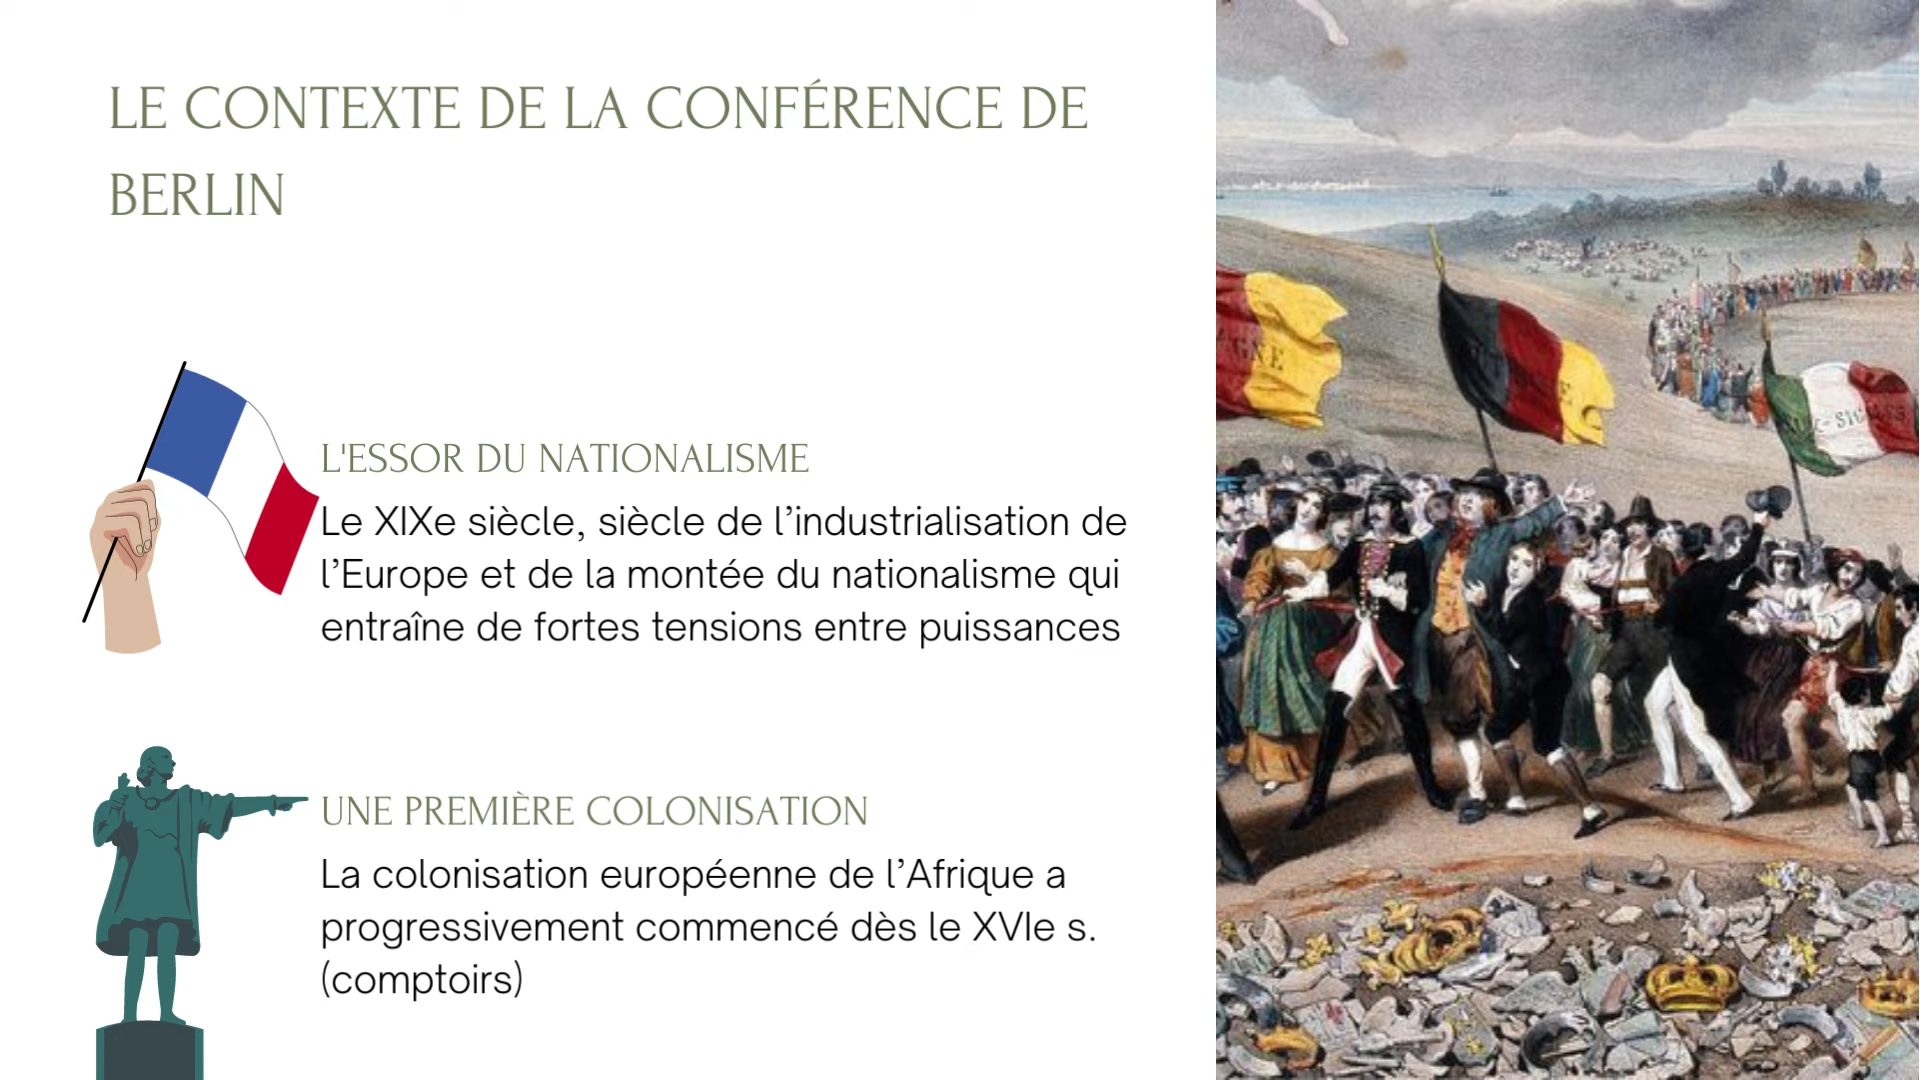 LE CONTEXTE DE LA CONFÉRENCE DE
BERLIN
L'ESSOR DU NATIONALISME
Le XIXe siècle, siècle de l’industrialisation de
l’Europe et de la montée du nationalisme qui
entraîne de fortes tensions entre puissances
UNE PREMIÈRE COLONISATION
La colonisation européenne de l’Afrique a
progressivement commencé dès le XVIe s.
(comptoirs)